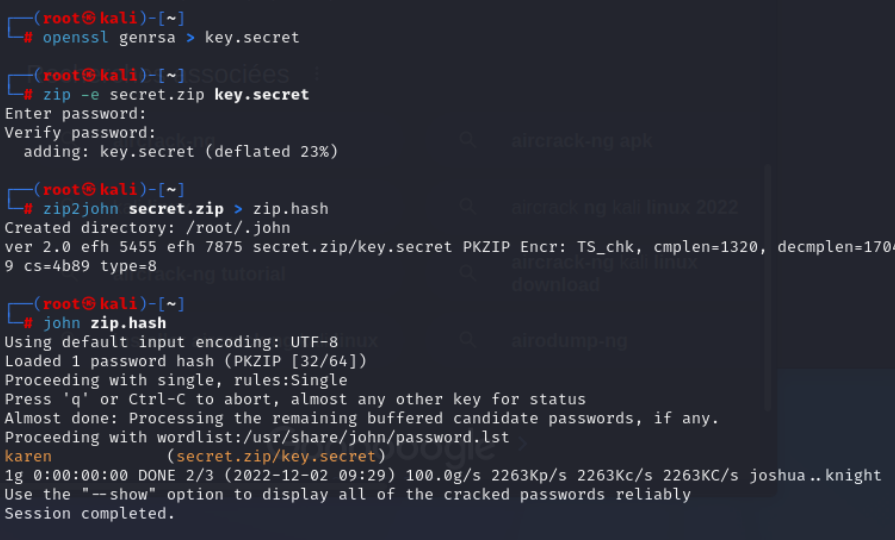 ┌──(root㉿kali)-[~]
└─# openssl genrsa > key.secret
┌──(root㉿kali)-[~]
└─# zip -e secret.zip key.secret
Enter password:
Verify password:
  adding: key.secret (deflated 23%)
┌──(root㉿kali)-[~]
└─# zip2john secret.zip > zip.hash
Created directory: /root/.john
ver 2.0 efh 5455 efh 7875 secret.zip/key.secret PKZIP Encr: TS_chk, cmplen=1320, decmplen=1704
9 cs=4b89 type=8
┌──(root㉿kali)-[~]
└─# john zip.hash
Using default input encoding: UTF-8
Loaded 1 password hash (PKZIP [32/64])
Proceeding with single, rules:Single
Press 'q' or Ctrl-C to abort, almost any other key for status
Almost done: Processing the remaining buffered candidate passwords, if any.
Proceeding with wordlist:/usr/share/john/password.lst
karen            (secret.zip/key.secret)
1g 0:00:00:00 DONE 2/3 (2022-12-02 09:29) 100.0g/s 2263Kp/s 2263Kc/s 2263KC/s joshua..knight
Use the "--show" option to display all of the cracked passwords reliably
Session completed.
associées
aircrack-ng
aircrack-ng apk
aircrack ng kali linux 2022
aircrack-ng tutorial
aircrack-ng kali linux
download
linux
airodump-ng